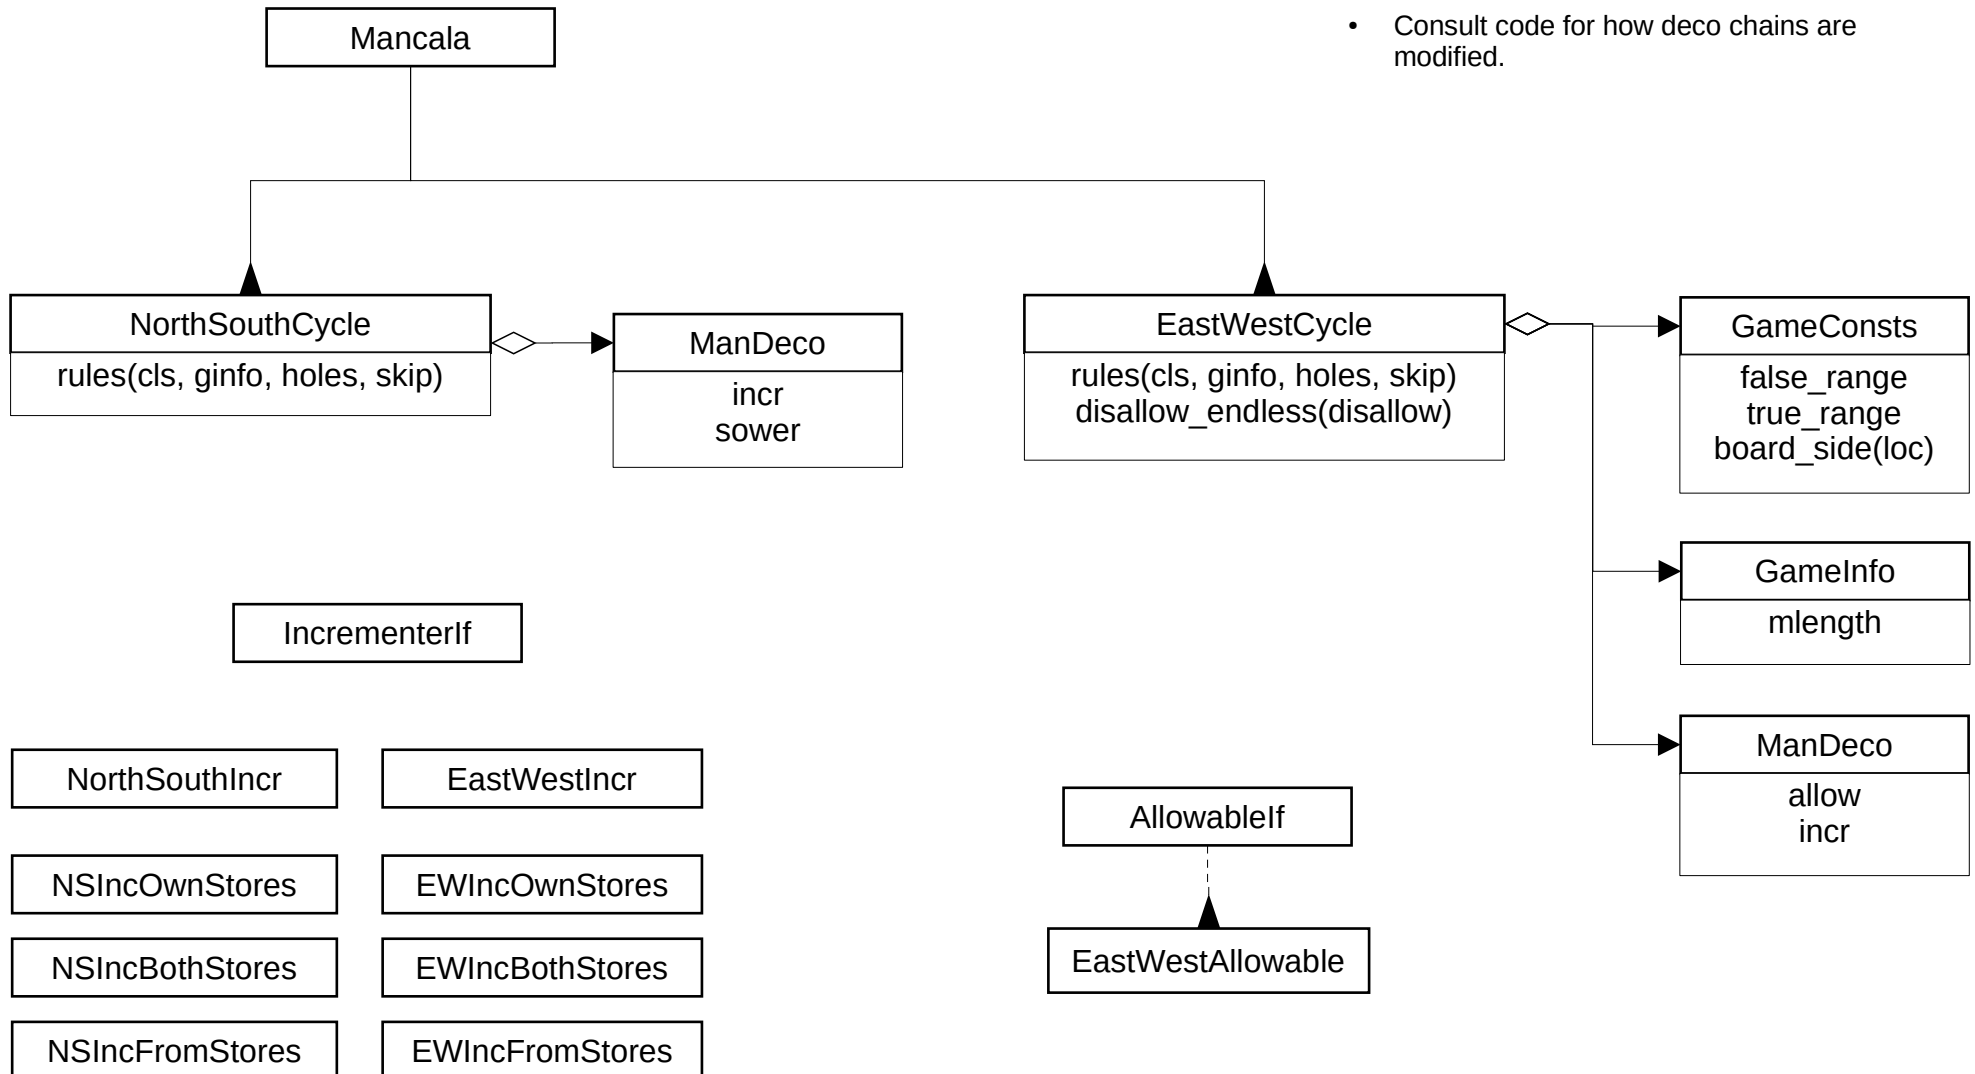 Mancala
• Consult code for how deco chains are
modified.
NorthSouthCycle
rules(cls, ginfo, holes, skip)
ManDeco
incr
sower
EastWestCycle
rules(cls, ginfo, holes, skip)
disallow_endless(disallow)
GameConsts
false_range
true_range
board_side(loc)
GameInfo
mlength
ManDeco
allow
incr
IncrementerIf
NorthSouthIncr
EastWestIncr
NSIncOwnStores
EWIncOwnStores
NSIncBothStores
EWIncBothStores
NSIncFromStores
EWIncFromStores
AllowableIf
EastWestAllowable